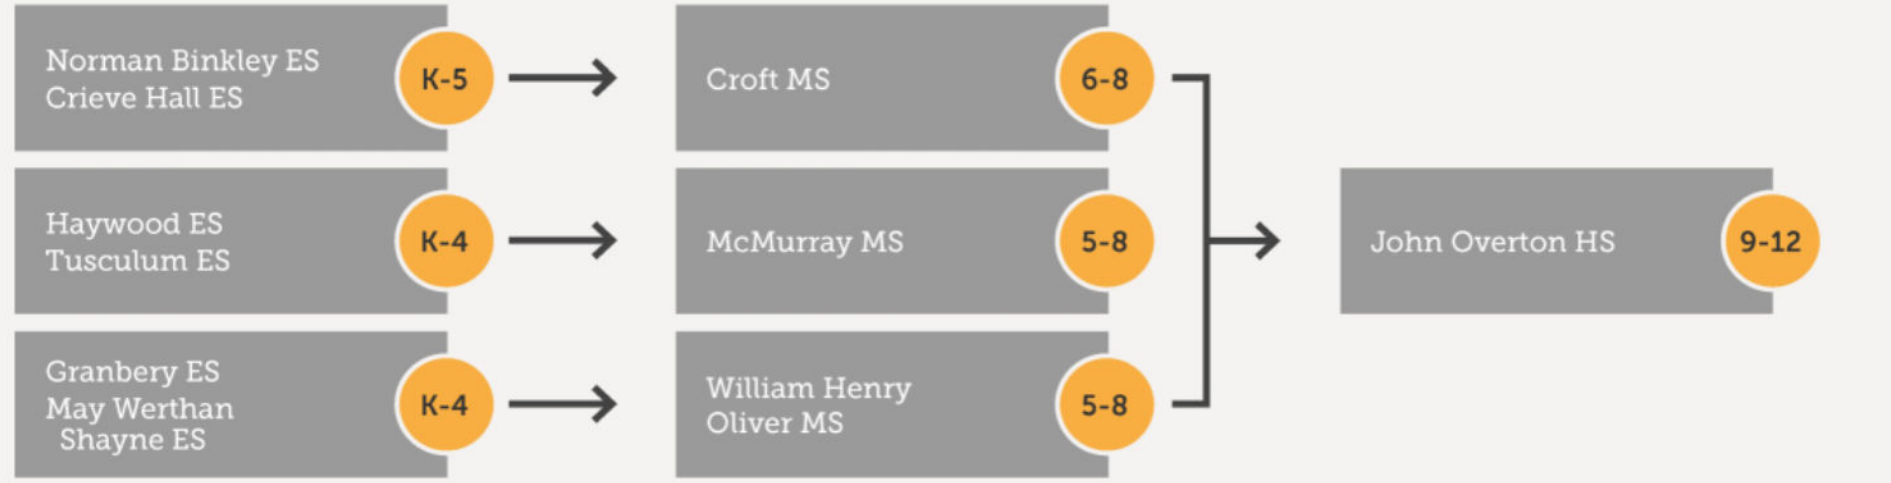 Norman Binkley ES
Crieve Hall ES
K-5
Croft MS
6-8
Haywood ES
Tusculum ES
K-4
McMurray MS
5-8
John Overton HS
9-12
Granbery ES
May Werthan
Shayne ES
K-4
William Henry
Oliver MS
5-8